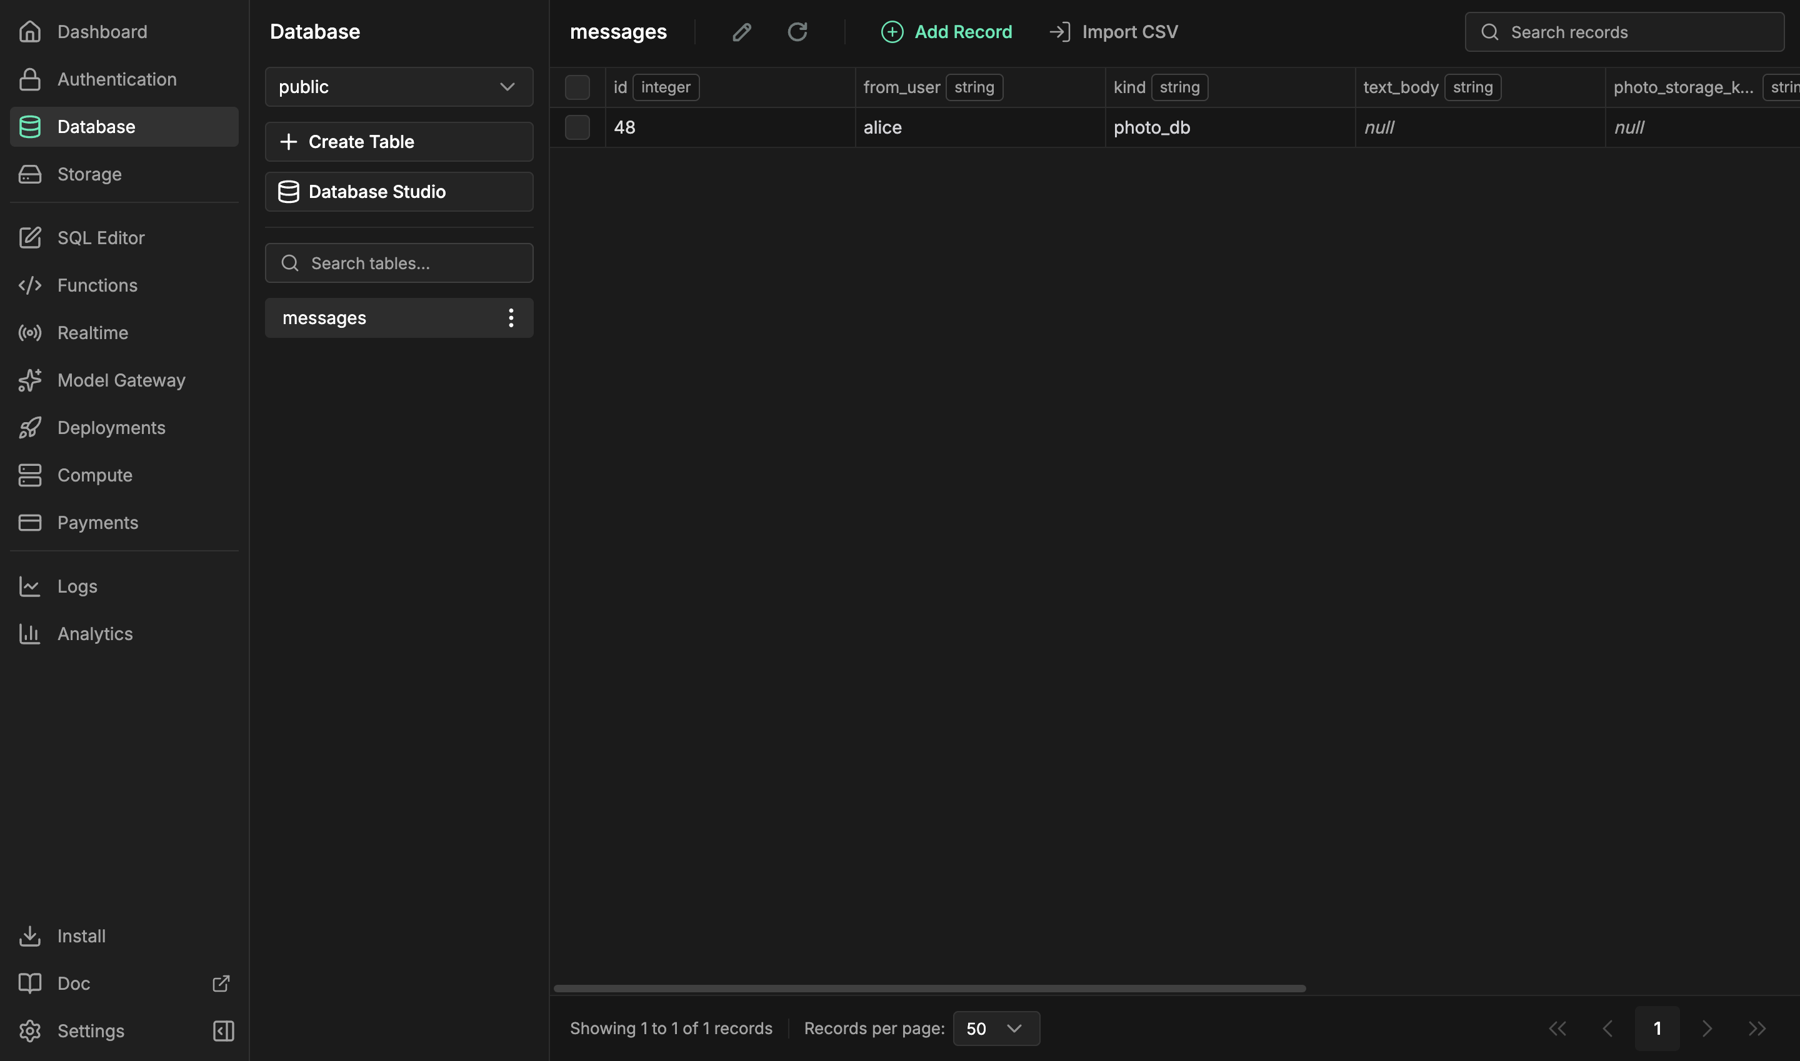 Dashboard
Authentication
Database
Storage
SQL Editor
Functions
Realtime
Model Gateway
Deployments
Compute
Payments
Logs
Analytics
Install
Doc
Settings
Database
public
Create Table
Database Studio
Search tables...
messages
messages
Add Record
Import CSV
Search records
id integer from_user string kind string text_body string photo_storage_k... strin
48 alice photo_db null null
Showing 1 to 1 of 1 records Records per page: 50 1